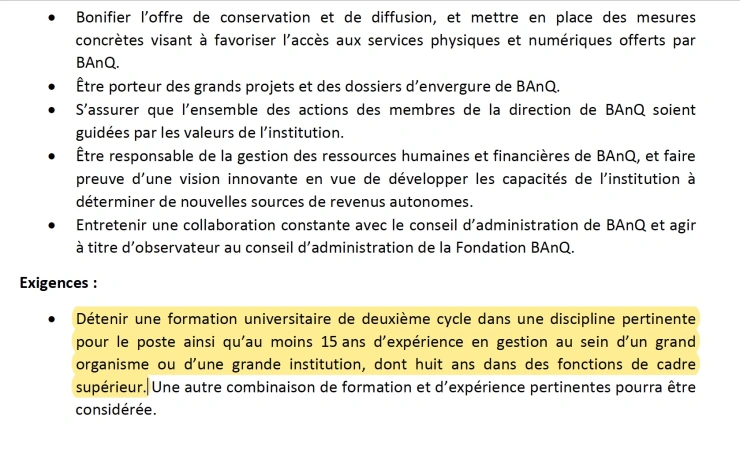 • Bonifier l’offre de conservation et de diffusion, et mettre en place des mesures
concrètes visant à favoriser l’accès aux services physiques et numériques offerts par
BAnQ.
• Être porteur des grands projets et des dossiers d’envergure de BAnQ.
• S’assurer que l’ensemble des actions des membres de la direction de BAnQ soient
guidées par les valeurs de l’institution.
• Être responsable de la gestion des ressources humaines et financières de BAnQ, et faire
preuve d’une vision innovante en vue de développer les capacités de l’institution à
déterminer de nouvelles sources de revenus autonomes.
• Entretenir une collaboration constante avec le conseil d’administration de BAnQ et agir
à titre d’observateur au conseil d’administration de la Fondation BAnQ.
Exigences :
• Détenir une formation universitaire de deuxième cycle dans une discipline pertinente
pour le poste ainsi qu’au moins 15 ans d’expérience en gestion au sein d’un grand
organisme ou d’une grande institution, dont huit ans dans des fonctions de cadre
supérieur. Une autre combinaison de formation et d’expérience pertinentes pourra être
considérée.